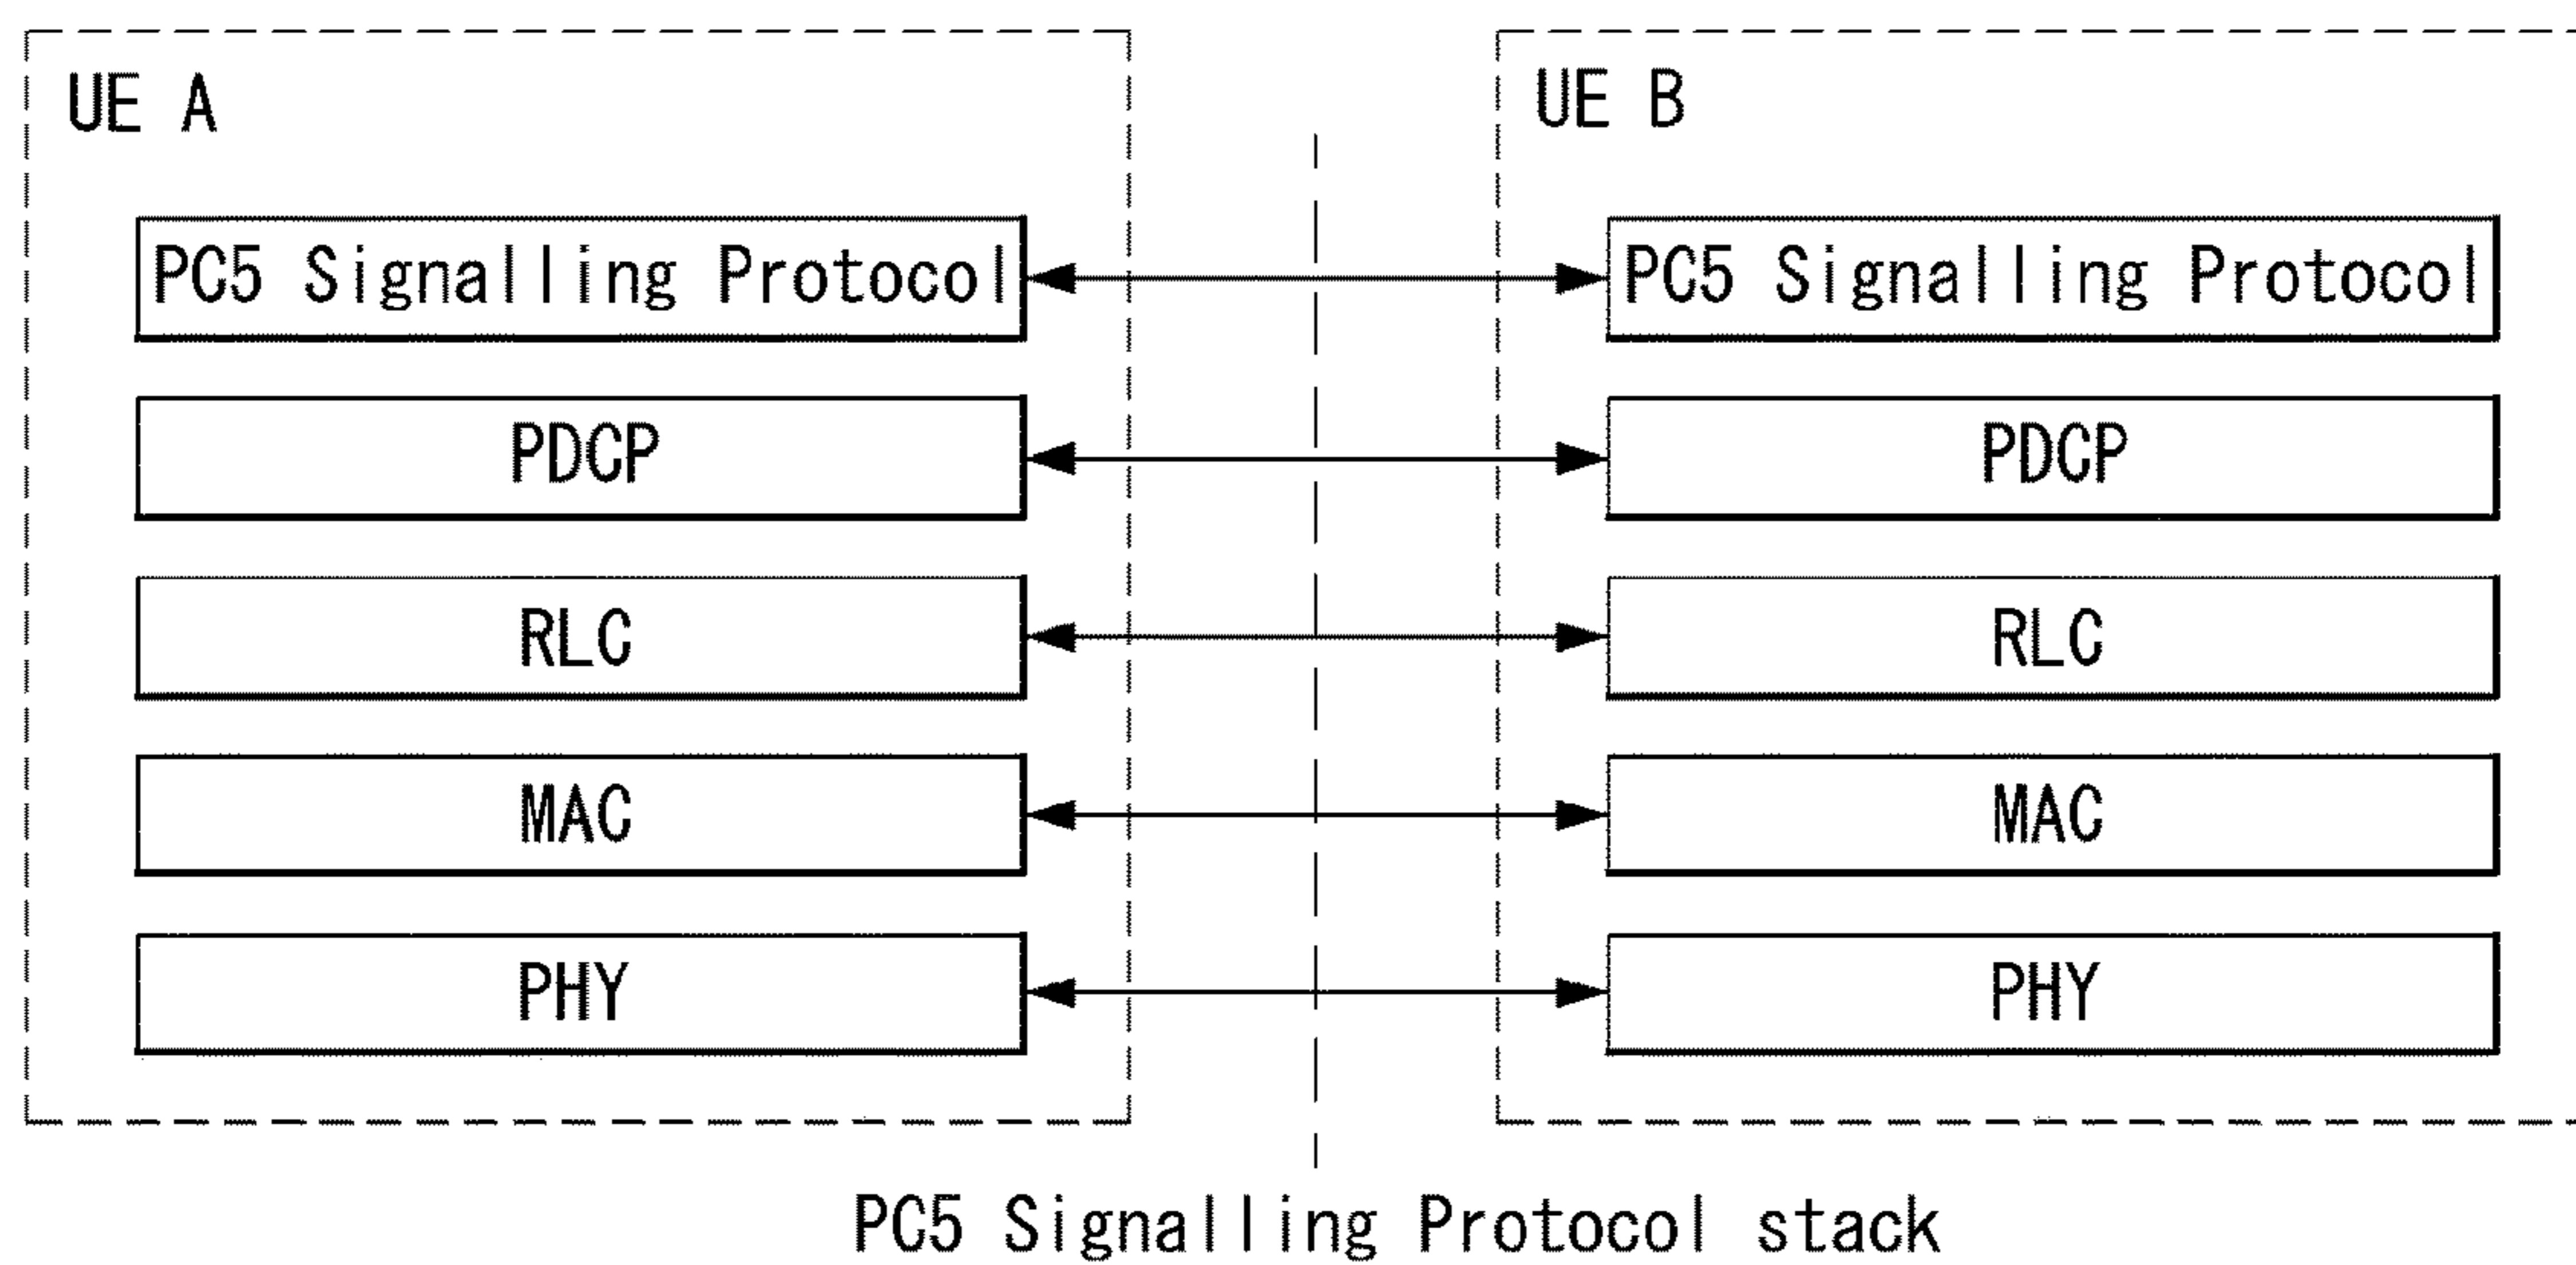 UE A
UE B
PC5 Signalling Protocol
PC5 Signalling Protocol
PDCP
PDCP
RLC
RLC
MAC
MAC
PHY
PHY
PC5 Signalling Protocol stack